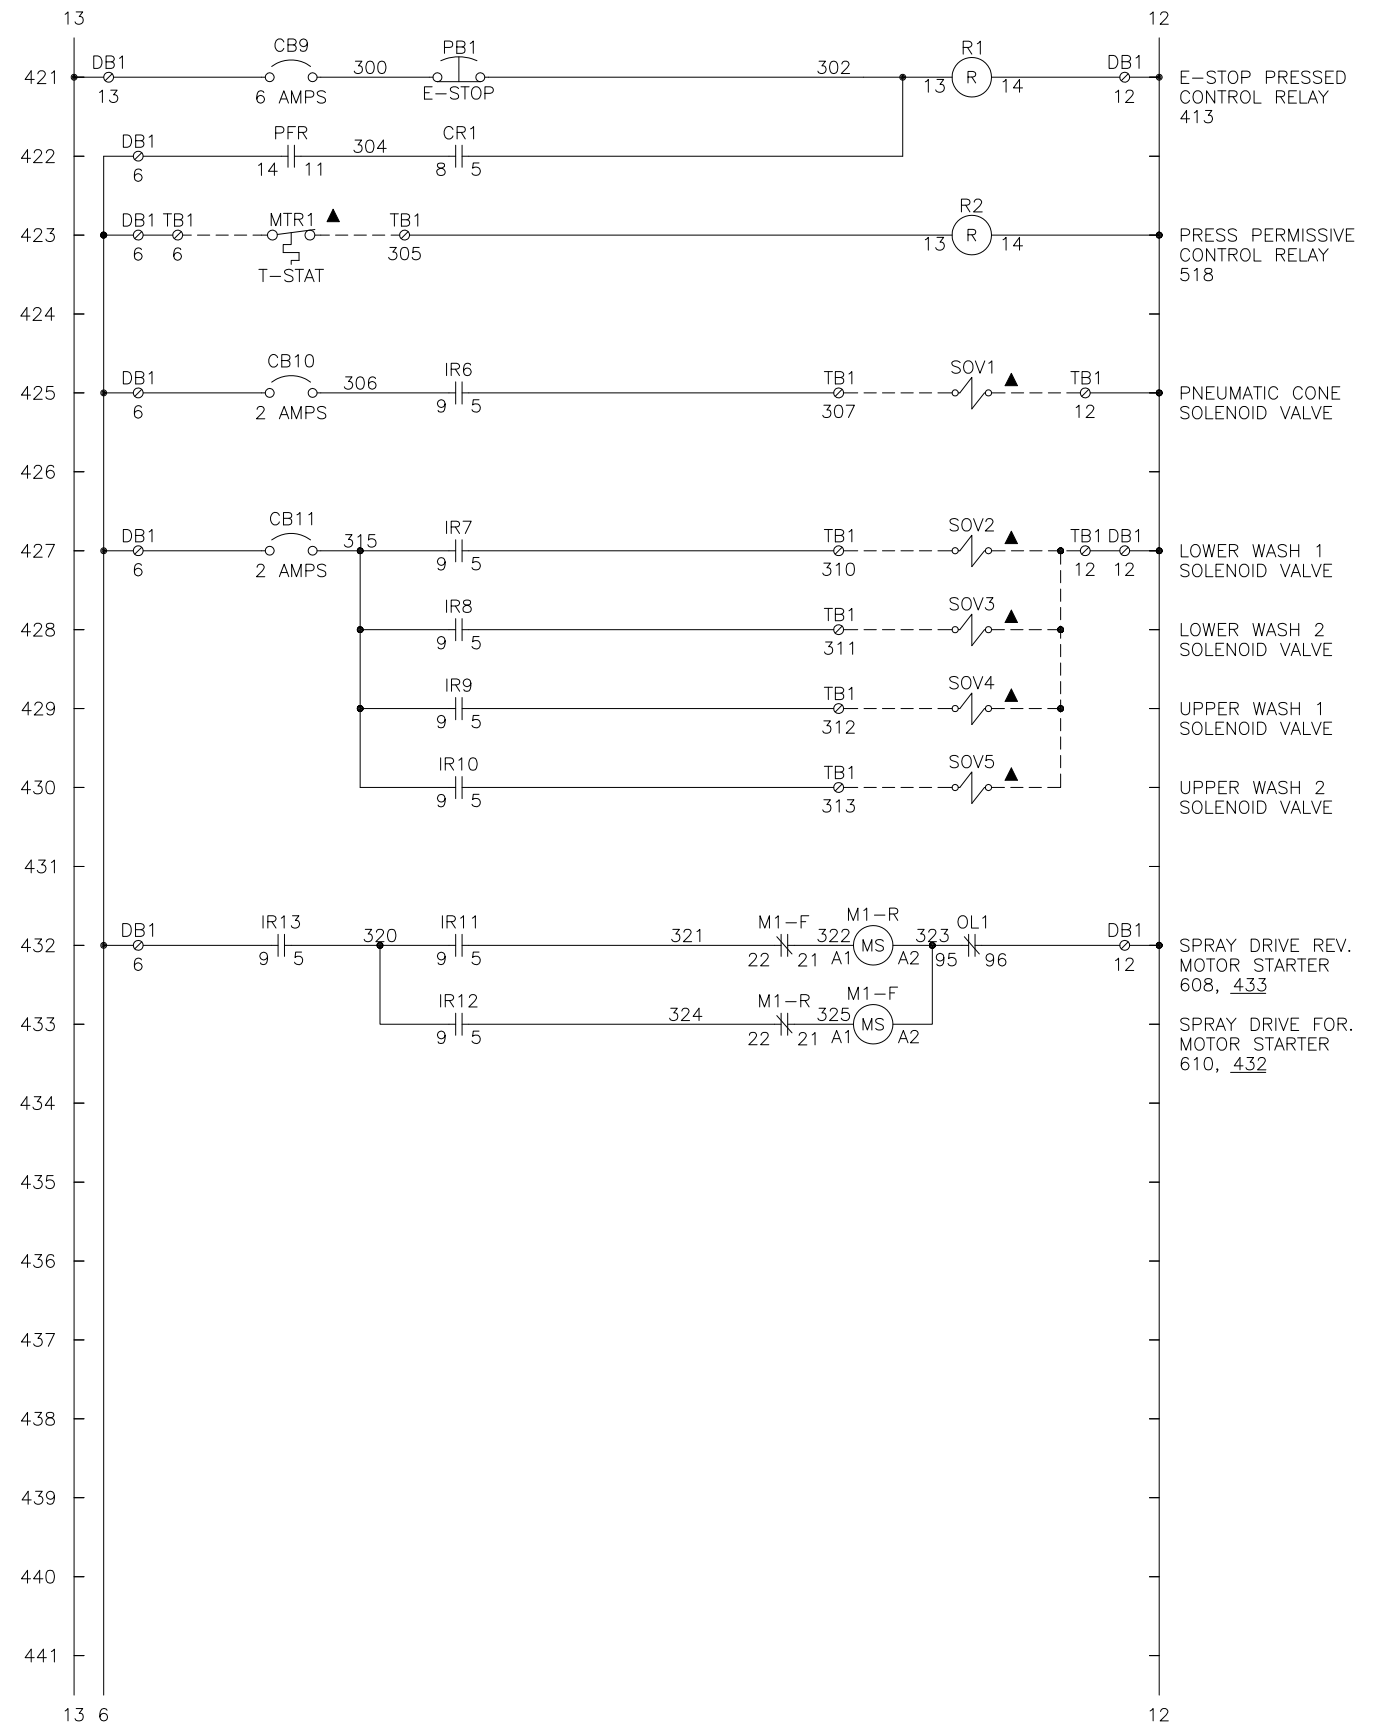 13 12
CB9 PB1 R1
DB1 300 302 DB1
421 R E-STOP PRESSED
13 6 AMPS E-STOP 13 14 12 CONTROL RELAY
413
PFR CR1
DB1 304
422
6 14 11 8 5
R2
DB1 TB1 MTR1 ▲ TB1
423 R PRESS PERMISSIVE
6 6 305 13 14 CONTROL RELAY
T-STAT 518
424
CB10 IR6 SOV1 ▲
DB1 306 TB1 TB1
425 PNEUMATIC CONE
6 2 AMPS 9 5 307 12 SOLENOID VALVE
426
CB11 IR7 SOV2 ▲
DB1 315 TB1 TB1 DB1
427 LOWER WASH 1
6 2 AMPS 9 5 310 12 12 SOLENOID VALVE
IR8 TB1 SOV3 ▲
428 LOWER WASH 2
9 5 311 SOLENOID VALVE
IR9 TB1 SOV4 ▲
429 UPPER WASH 1
9 5 312 SOLENOID VALVE
IR10 TB1 SOV5 ▲
430 UPPER WASH 2
9 5 313 SOLENOID VALVE
431
IR13 IR11 M1-F M1-R OL1
DB1 320 321 322 323 DB1
432 MS SPRAY DRIVE REV.
6 9 5 9 5 22 21 A1 A2 95 96 12 MOTOR STARTER
608, 433
IR12 M1-R M1-F
324 325
433 MS SPRAY DRIVE FOR.
9 5 22 21 A1 A2 MOTOR STARTER
610, 432
434
435
436
437
438
439
440
441
13 6 12